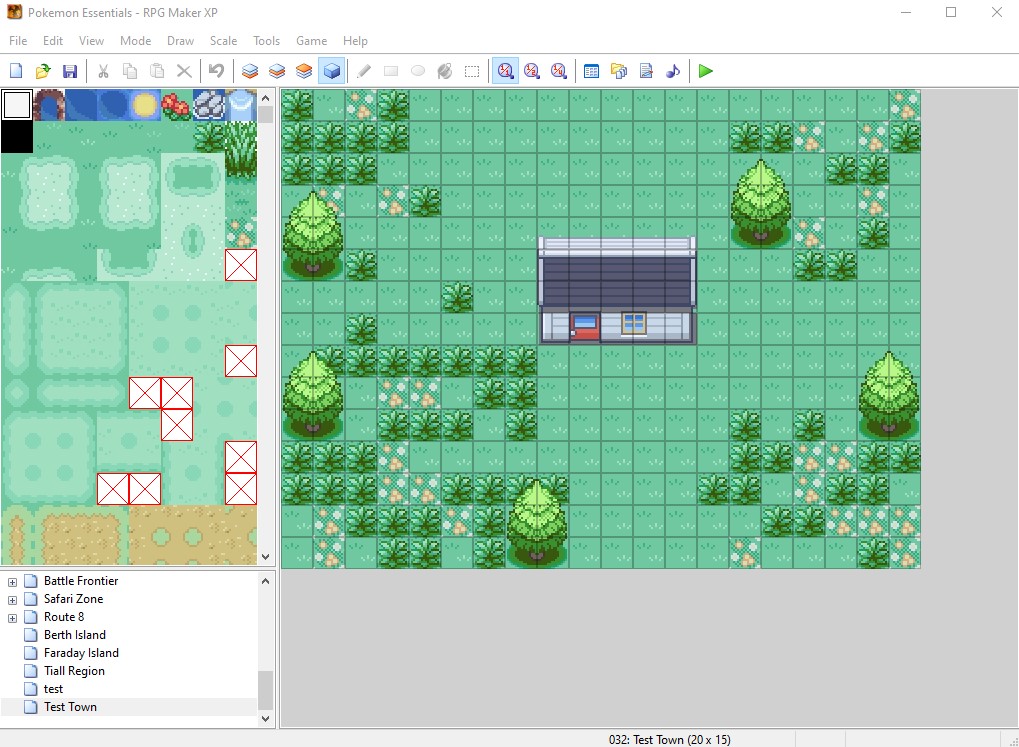 Pokemon Essentials - RPG Maker XP
File Edit View Mode Draw Scale Tools Game Help
Battle Frontier
Safari Zone
Route 8
Berth Island
Faraday Island
Tiall Region
test
Test Town
032: Test Town (20 x 15)